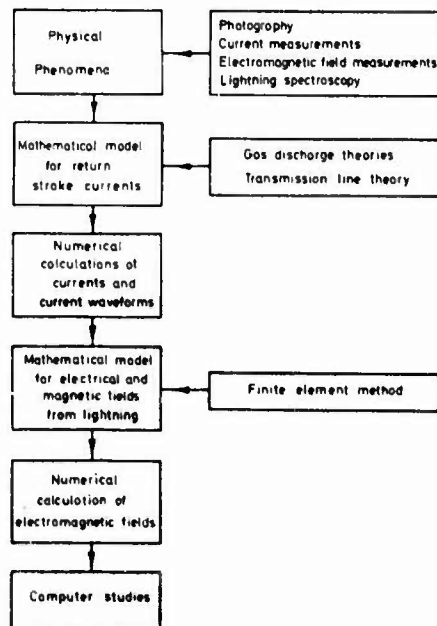 Physical
Phenomena
Photography
Current measurements
Electromagnetic field measurements
Lightning spectroscopy
Mathematical model
for return
stroke currents
Gas discharge theories
Transmission line theory
Numerical
calculations of
currents and
current waveforms
Mathematical model
for electrical and
magnetic fields
from lightning
Finite element method
Numerical
calculation of
electromagnetic fields
Computer studies